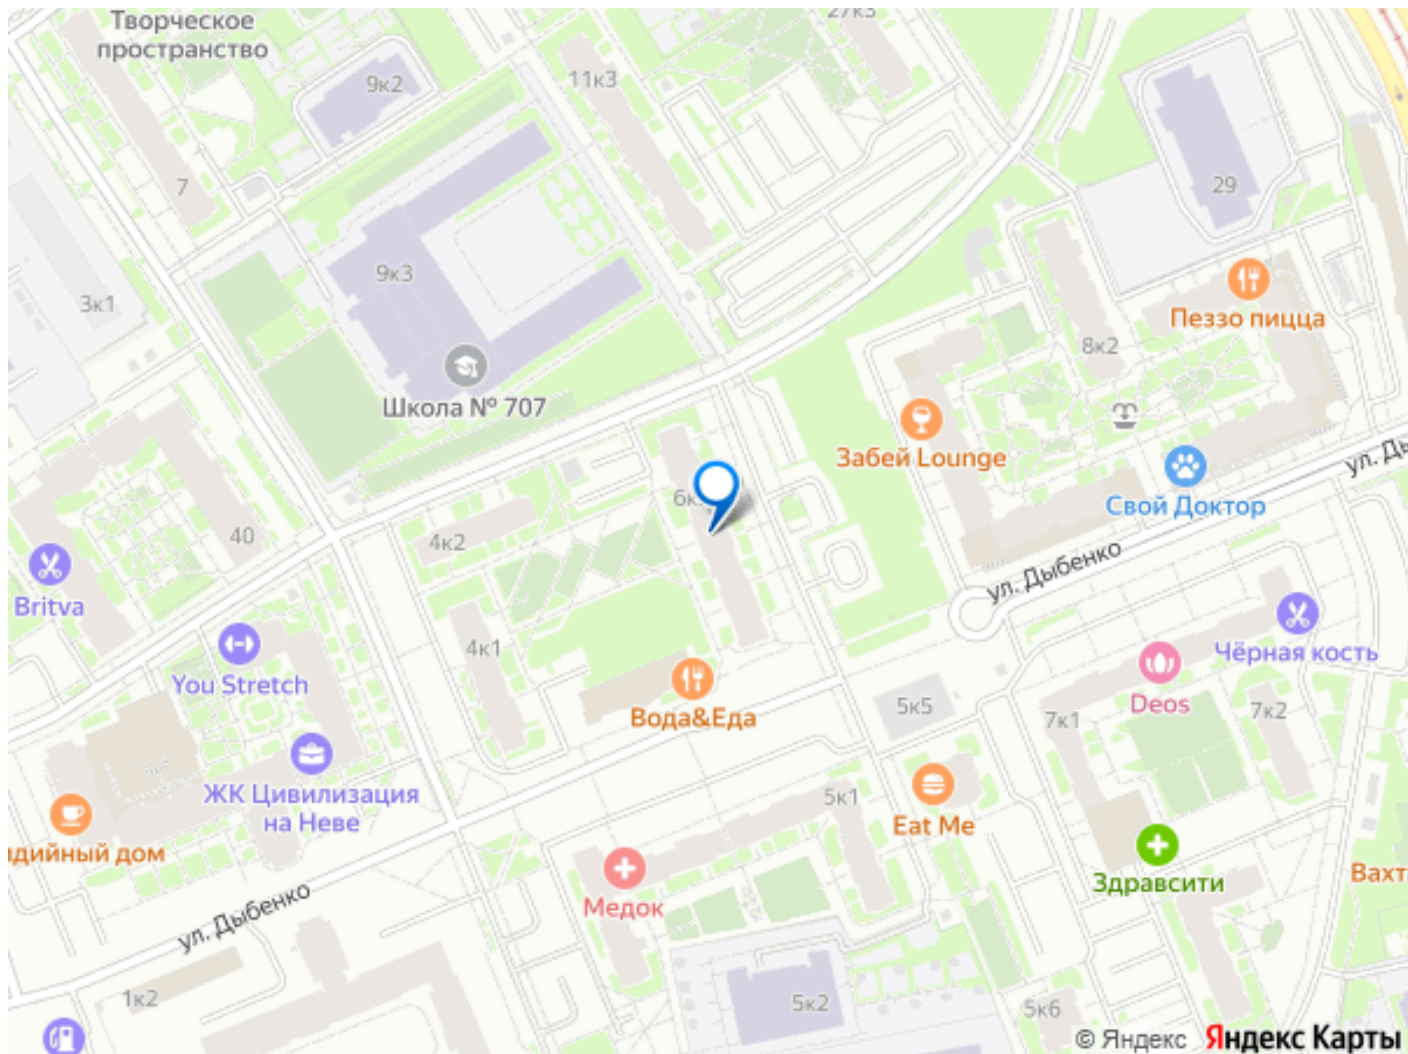 Творческое
пространство
27к3
9к2
11к3
7
29
9к3
3к1
Пеззо пицца
8к2
Школа № 707
Забей Lounge
ул. Ды
6к
Свой Доктор
40
4к2
ул. Дыбенко
Britva
4к1
Чёрная кость
You Stretch
Deos
5к5
7к1
7к2
Вода&Еда
ЖК Цивилизация
на Неве
5к1
Eat Me
ндийный дом
Здравсити
Вахт
Медок
ул. Дыбенко
1к2
5к2
5к6
© Яндекс Яндекс Карты